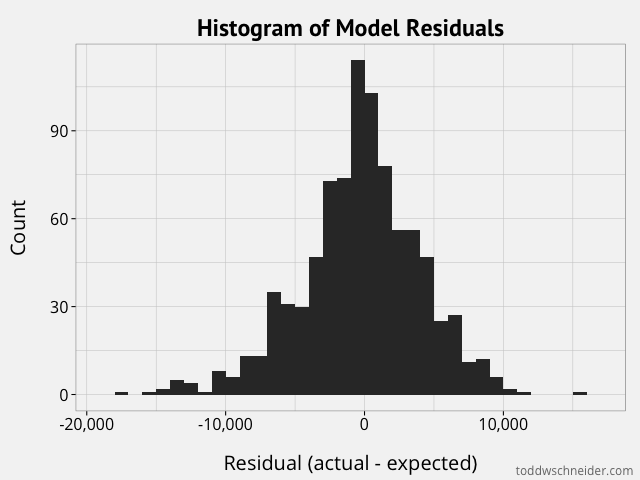 Histogram of Model Residuals
Count
90
60
30
0
-20,000 -10,000 0 10,000
Residual (actual - expected)
toddwschneider.com